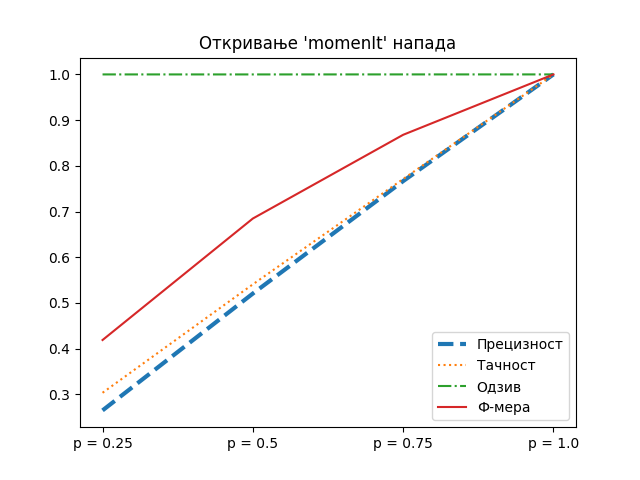 Откривање 'momenIt' напада
1.0
0.9
0.8
0.7
0.6
0.5
0.4
0.3
p = 0.25
p = 0.5
p = 0.75
p = 1.0
Прецизност
Тачност
Одзив
Ф-мера